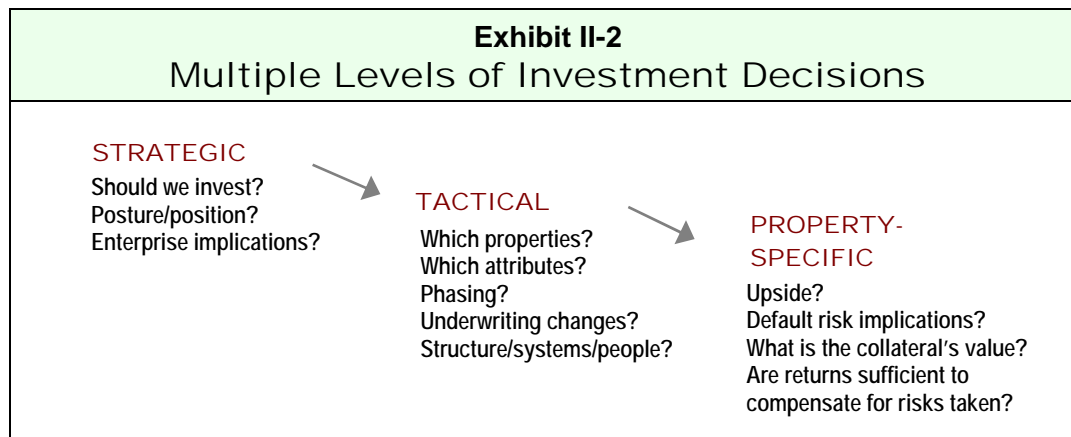 Exhibit II-2
Multiple Levels of Investment Decisions
STRATEGIC
Should we invest?
Posture/position?
Enterprise implications?
TACTICAL
Which properties?
Which attributes?
Phasing?
Underwriting changes?
Structure/systems/people?
PROPERTY-
SPECIFIC
Upside?
Default risk implications?
What is the collateral's value?
Are returns sufficient to
compensate for risks taken?